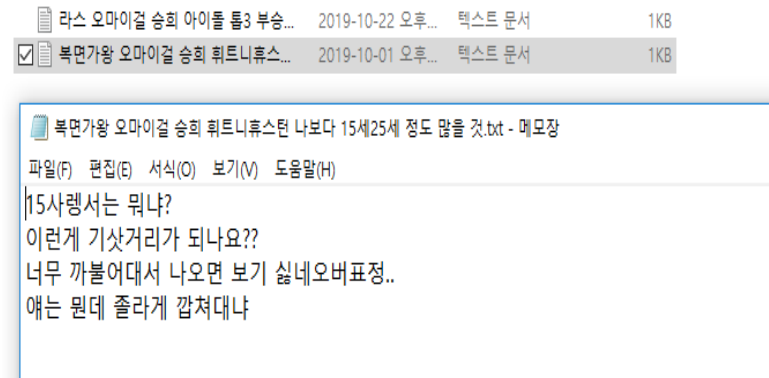 라스 오마이걸 승희 아이돌 톱3 부승... 2019-10-22 오후... 텍스트 문서 1KB
복면가왕 오마이걸 승희 휘트니휴스... 2019-10-01 오후... 텍스트 문서 1KB
복면가왕 오마이걸 승희 휘트니휴스턴 나보다 15세25세 정도 많을 것.txt - 메모장
파일(F) 편집(E) 서식(O) 보기(V) 도움말(H)
15사렝서는 뭐냐?
이런게 기삿거리가 되나요??
너무 까불어대서 나오면 보기 싫네오버표정..
얘는 뭔데 졸라게 깝쳐대냐